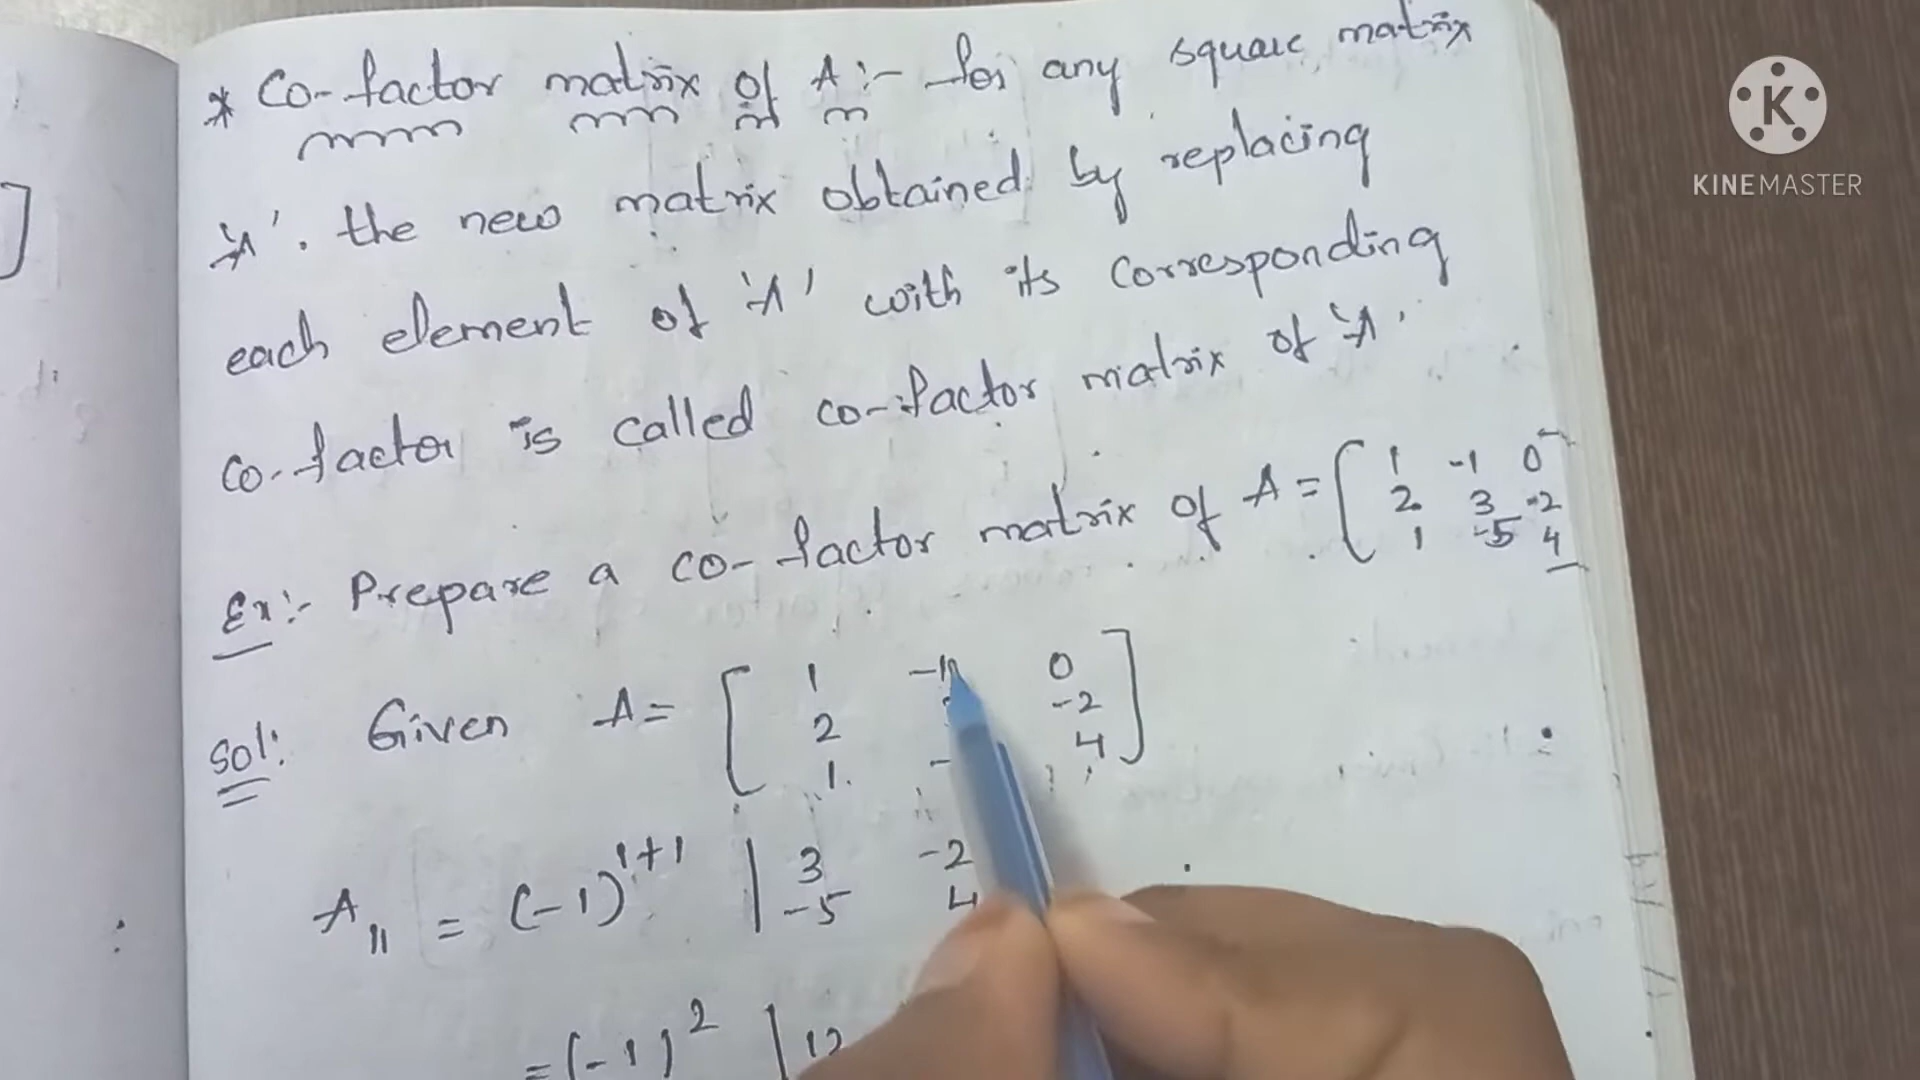 * Co-factor matrix of A :- for any square matrix
'A'. the new matrix obtained by replacing
each element of 'A' with its corresponding
co-factor is called co-factor matrix of 'A'.
Ex:- Prepare a co-factor matrix of A = [ 1 -1 0
2 3 -2
1 -5 4
Sol: Given A = [ 1 -1 0 ]
2 -2
1 - 4
A11 = (-1)^1+1 | 3 -2
-5 4
= (-1)^2 | 12
K
KINEMASTER
]